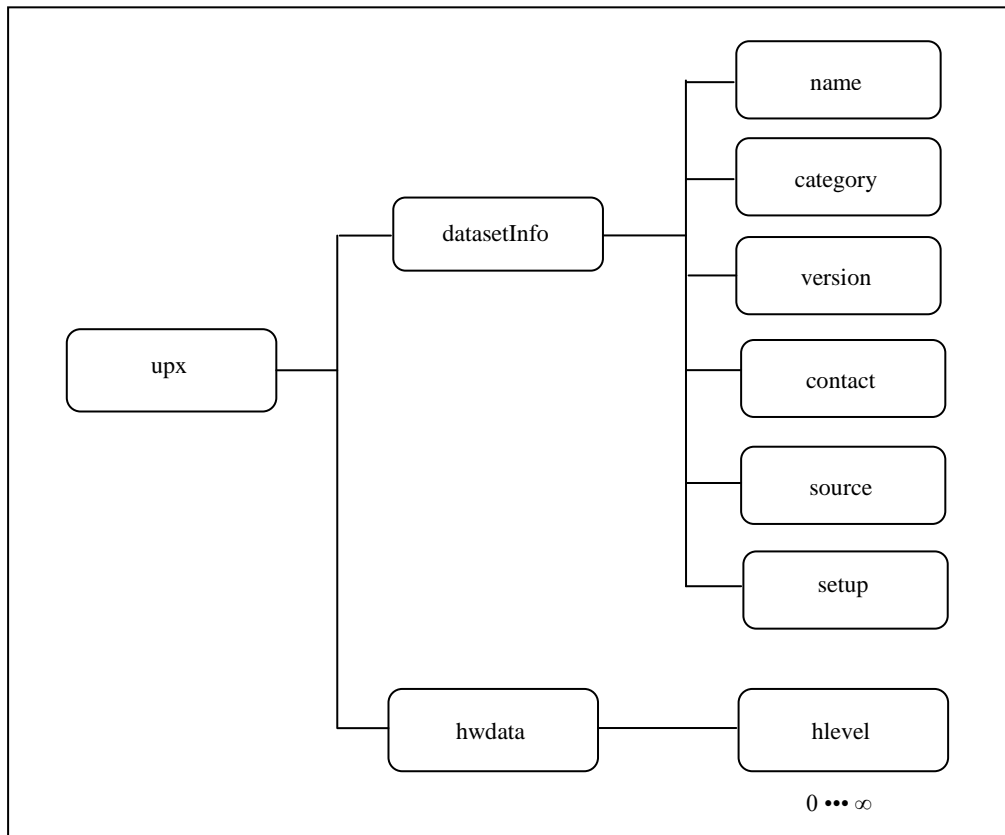 name
category
datasetInfo
version
upx
contact
source
setup
hwdata
hlevel
0 ••• ∞